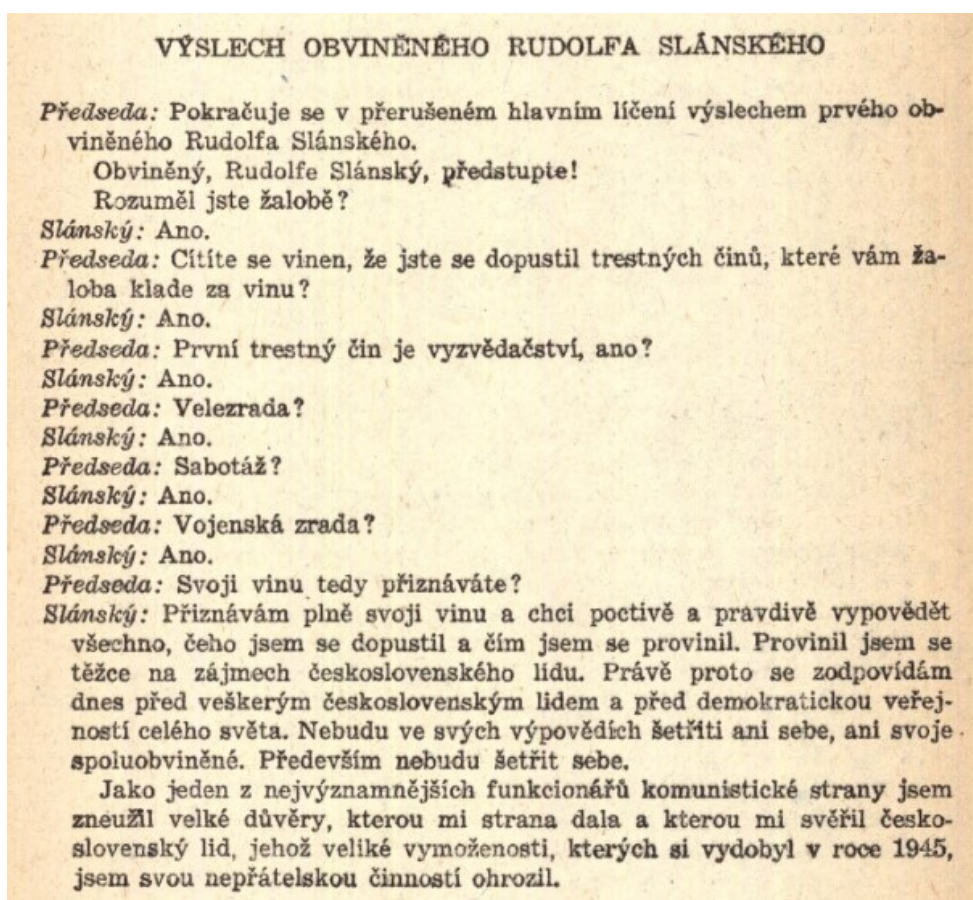 VÝSLECH OBVINĚNÉHO RUDOLFA SLÁNSKÉHO
Předseda: Pokračuje se v přerušeném hlavním líčení výslechem prvého ob-
viněného Rudolfa Slánského.
Obviněný, Rudolfe Slánský, předstupte!
Rozuměl jste žalobě?
Slánský: Ano.
Předseda: Cítíte se vinen, že jste se dopustil trestných činů, které vám ža-
loba klade za vinu?
Slánský: Ano.
Předseda: První trestný čin je vyzvědačství, ano?
Slánský: Ano.
Předseda: Velezrada?
Slánský: Ano.
Předseda: Sabotáž?
Slánský: Ano.
Předseda: Vojenská zrada?
Slánský: Ano.
Předseda: Svoji vinu tedy přiznáváte?
Slánský: Přiznávám plně svoji vinu a chci poctivě a pravdivě vypovědět
všechno, čeho jsem se dopustil a čím jsem se provinil. Provinil jsem se
těžce na zájmech československého lidu. Právě proto se zodpovídám
dnes před veškerým československým lidem a před demokratickou veřej-
ností celého světa. Nebudu ve svých výpovědích šetřiti ani sebe, ani svoje
spoluobviněné. Především nebudu šetřit sebe.
Jako jeden z nejvýznamnějších funkcionářů komunistické strany jsem
zneužil velké důvěry, kterou mi strana dala a kterou mi svěřil česko-
slovenský lid, jehož veliké vymoženosti, kterých si vydobyl v roce 1945,
jsem svou nepřátelskou činností ohrozil.